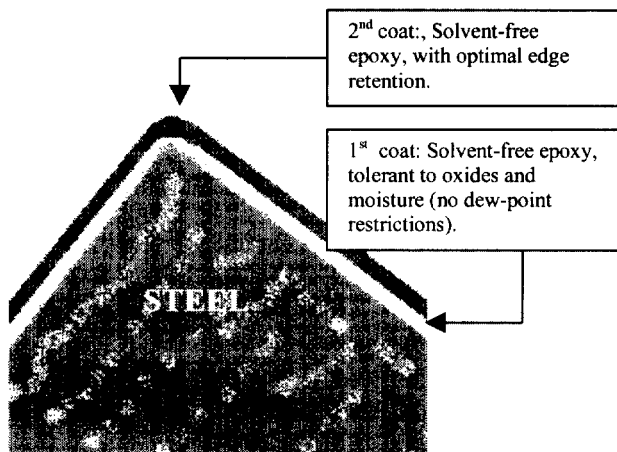 2nd coat:, Solvent-free
epoxy, with optimal edge
retention.
1st coat: Solvent-free epoxy,
tolerant to oxides and
moisture (no dew-point
restrictions).
STEEL